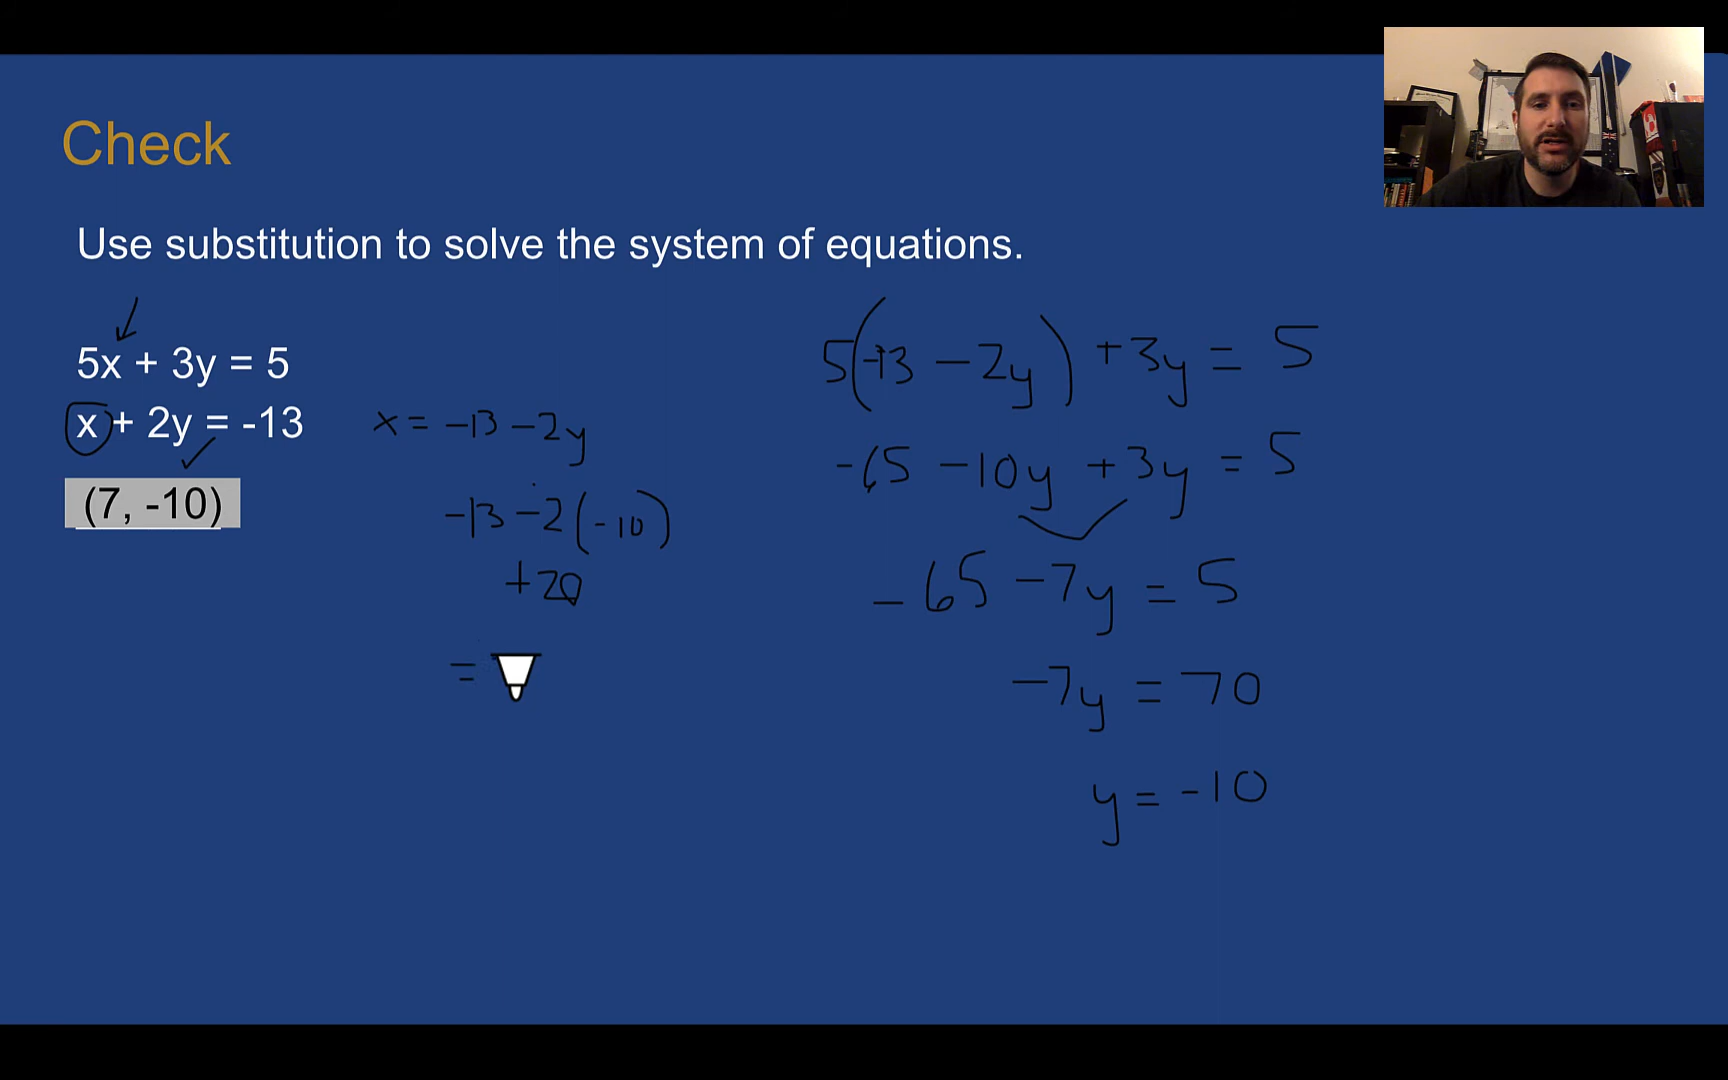 Check
Use substitution to solve the system of equations.
5x + 3y = 5
x + 2y = -13
(7, -10)
x = -13 - 2y
-13 - 2(-10)
+20
=
5(-13 - 2y) + 3y = 5
-65 - 10y + 3y = 5
-65 - 7y = 5
-7y = 70
y = -10